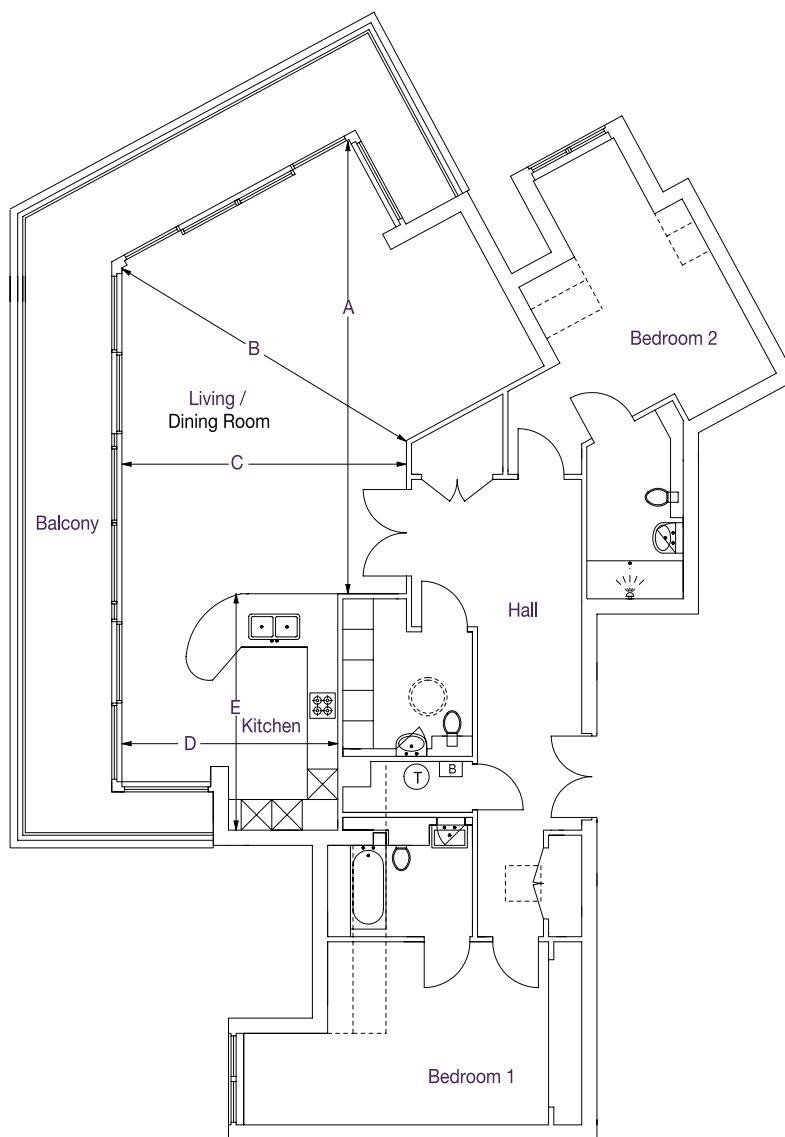 A
B
Bedroom 2
Living /
Dining Room
C
Balcony
Hall
E
Kitchen
D
T
B
Bedroom 1